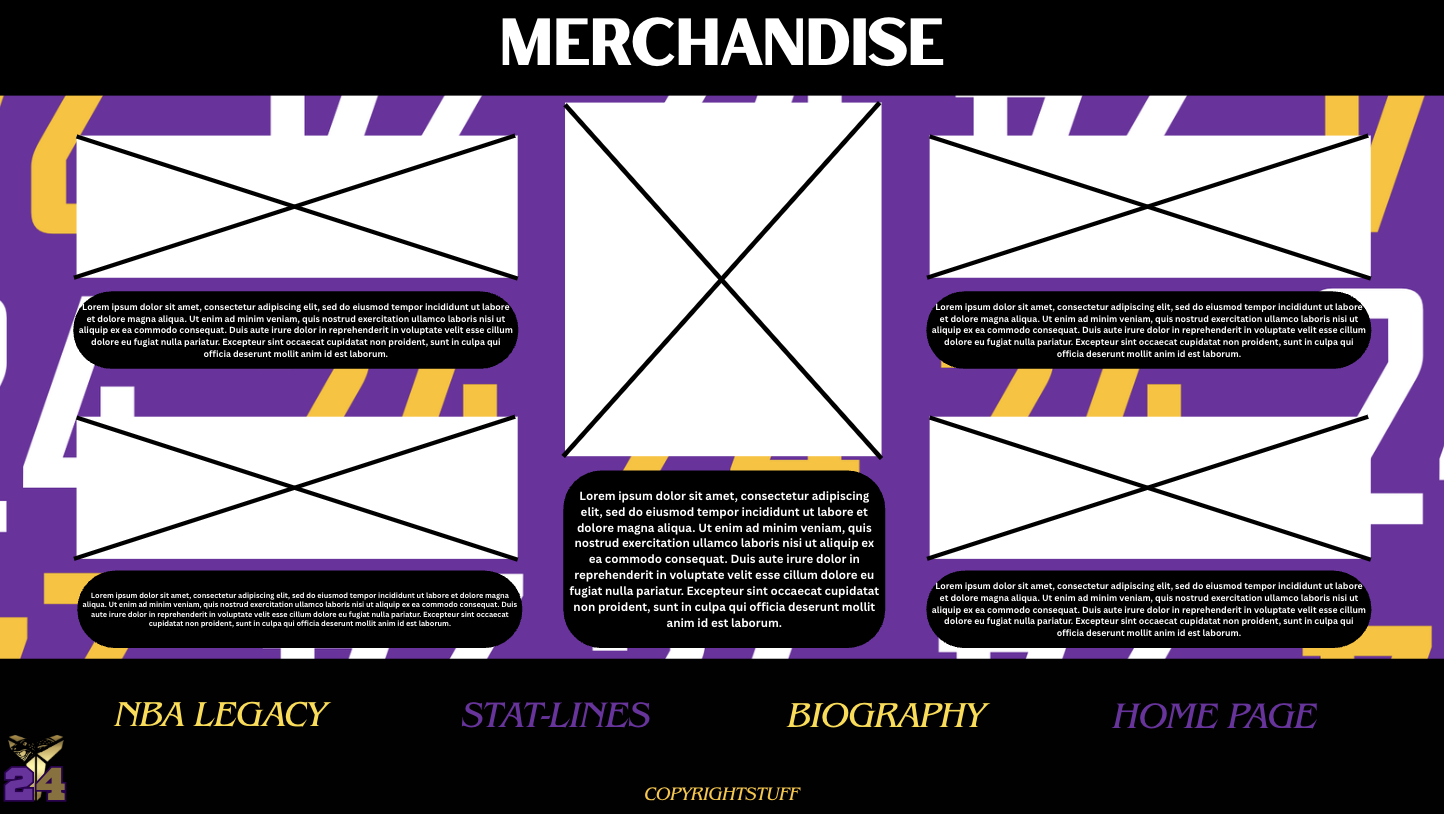 MERCHANDISE
Lorem ipsum dolor sit amet, consectetur adipiscing elit, sed do eiusmod tempor incididunt ut labore
et dolore magna aliqua. Ut enim ad minim veniam, quis nostrud exercitation ullamco laboris nisi ut
aliquip ex ea commodo consequat. Duis aute irure dolor in reprehenderit in voluptate velit esse cillum
dolore eu fugiat nulla pariatur. Excepteur sint occaecat cupidatat non proident, sunt in culpa qui
officia deserunt mollit anim id est laborum.
Lorem ipsum dolor sit amet, consectetur adipiscing elit, sed do eiusmod tempor incididunt ut labore
et dolore magna aliqua. Ut enim ad minim veniam, quis nostrud exercitation ullamco laboris nisi ut
aliquip ex ea commodo consequat. Duis aute irure dolor in reprehenderit in voluptate velit esse cillum
dolore eu fugiat nulla pariatur. Excepteur sint occaecat cupidatat non proident, sunt in culpa qui
officia deserunt mollit anim id est laborum.
Lorem ipsum dolor sit amet, consectetur adipiscing elit, sed do eiusmod tempor incididunt ut labore et dolore magna
aliqua. Ut enim ad minim veniam, quis nostrud exercitation ullamco laboris nisi ut aliquip ex ea commodo consequat. Duis
aute irure dolor in reprehenderit in voluptate velit esse cillum dolore eu fugiat nulla pariatur. Excepteur sint occaecat
cupidatat non proident, sunt in culpa qui officia deserunt mollit anim id est laborum.
Lorem ipsum dolor sit amet, consectetur adipiscing
elit, sed do eiusmod tempor incididunt ut labore et
dolore magna aliqua. Ut enim ad minim veniam, quis
nostrud exercitation ullamco laboris nisi ut aliquip ex
ea commodo consequat. Duis aute irure dolor in
reprehenderit in voluptate velit esse cillum dolore eu
fugiat nulla pariatur. Excepteur sint occaecat cupidatat
non proident, sunt in culpa qui officia deserunt mollit
anim id est laborum.
Lorem ipsum dolor sit amet, consectetur adipiscing elit, sed do eiusmod tempor incididunt ut labore
et dolore magna aliqua. Ut enim ad minim veniam, quis nostrud exercitation ullamco laboris nisi ut
aliquip ex ea commodo consequat. Duis aute irure dolor in reprehenderit in voluptate velit esse cillum
dolore eu fugiat nulla pariatur. Excepteur sint occaecat cupidatat non proident, sunt in culpa qui
officia deserunt mollit anim id est laborum.
NBA LEGACY
STAT-LINES
BIOGRAPHY
HOME PAGE
24
COPYRIGHTSTUFF